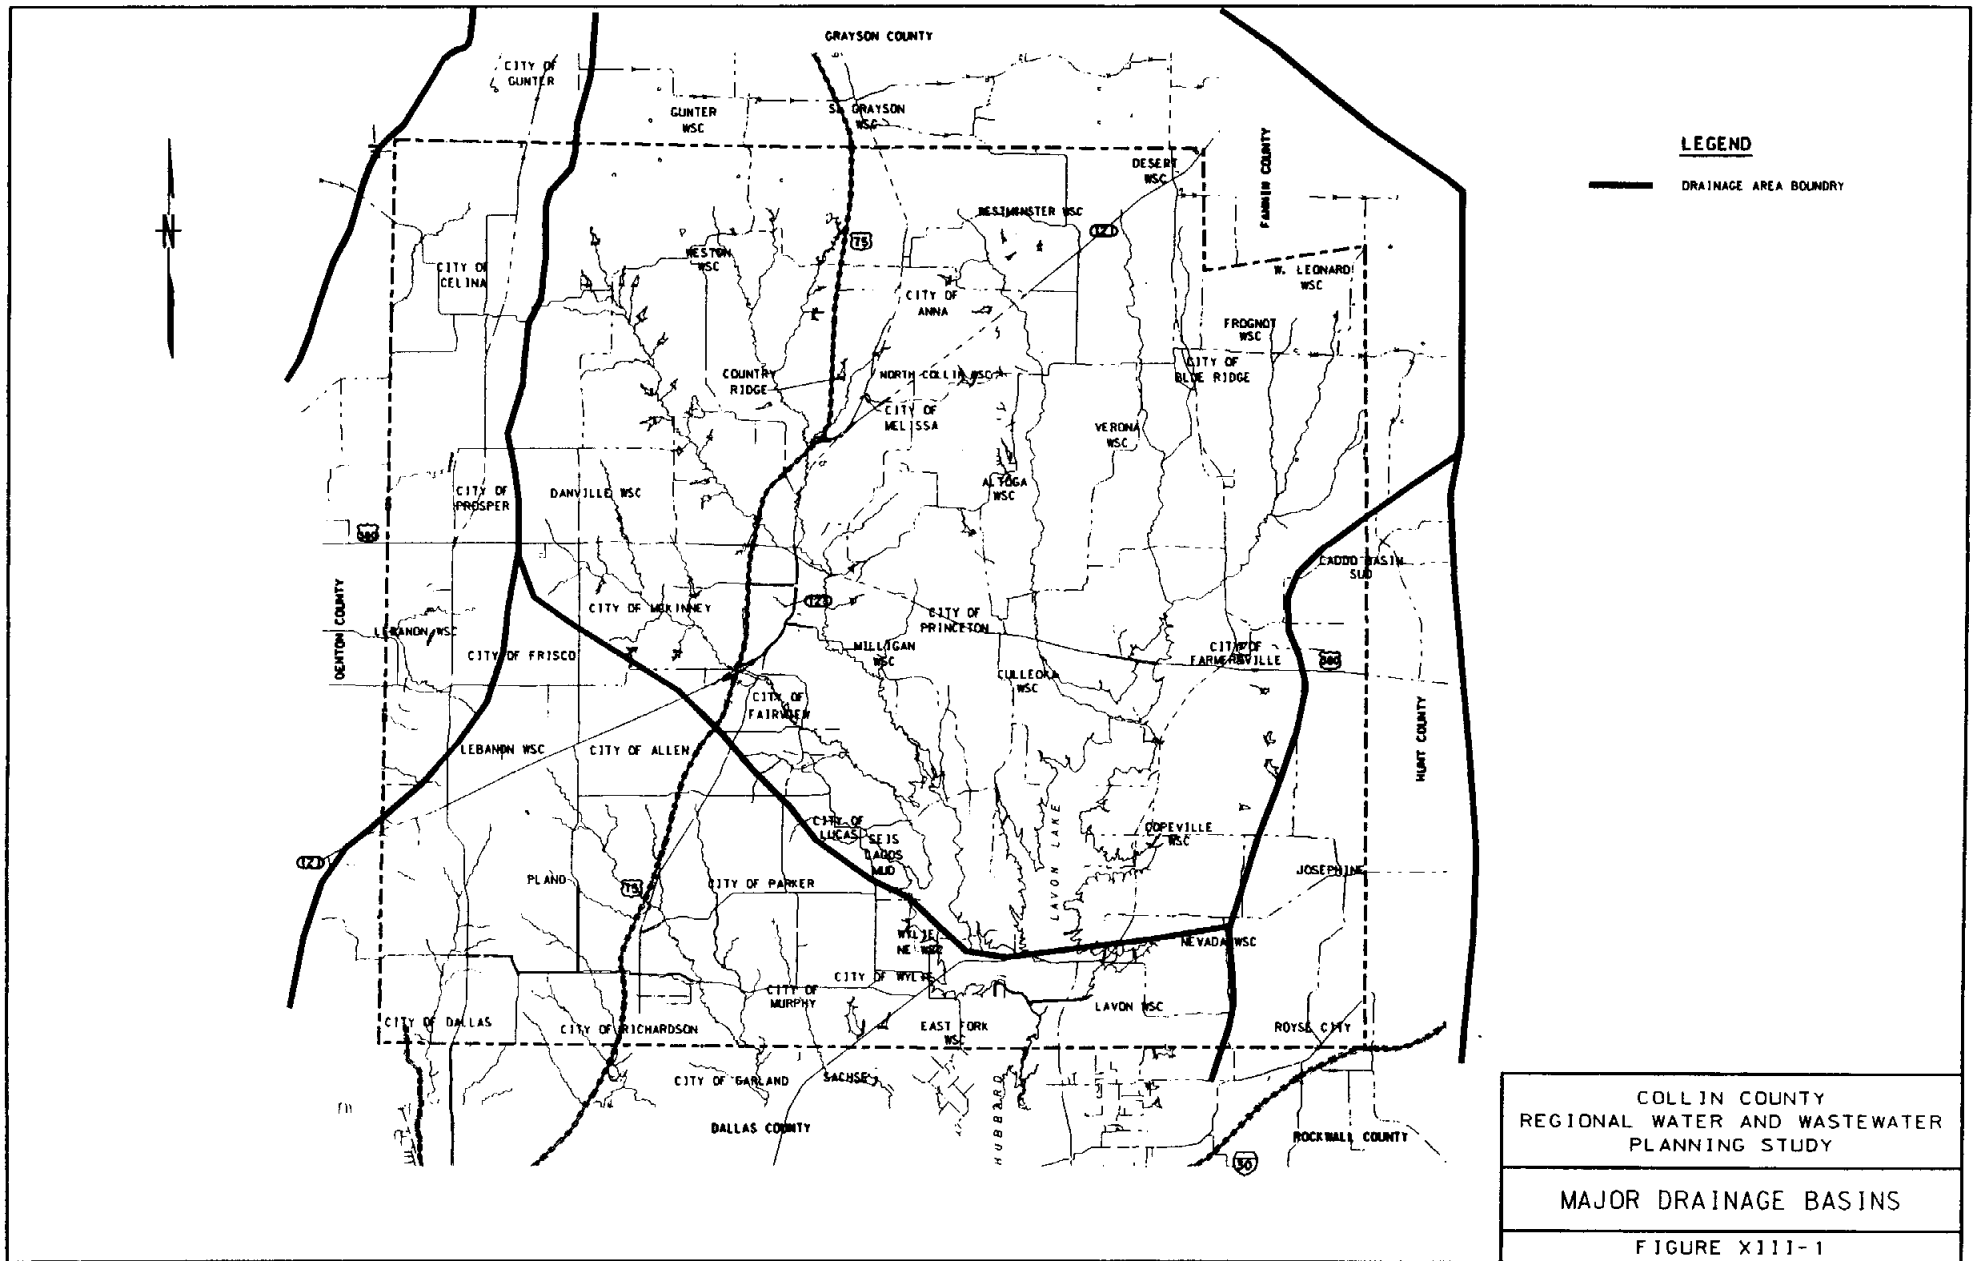 GRAYSON COUNTY
CITY OF
GUNTER
GUNTER
WSC
SE GRAYSON
WSC
LEGEND
DRAINAGE AREA BOUNDRY
N
DESERT
WSC
FANNIN COUNTY
WESTMINSTER WSC
121
75
WESTON
WSC
CITY OF
CELINA
W. LEONARD
WSC
CITY OF
ANNA
FROGNOT
WSC
COUNTRY
RIDGE
NORTH COLLIN WSC
CITY OF
BLUE RIDGE
CITY OF
MELISSA
VERONA
WSC
CITY OF
PROSPER
DANVILLE WSC
ALTOGA
WSC
380
CADDO BASIN
SUD
DENTON COUNTY
CITY OF MCKINNEY
121
CITY OF
PRINCETON
LEBANON WSC
CITY OF FRISCO
MILLIGAN
WSC
CITY OF
FARMERSVILLE
380
CULLEOKA
WSC
CITY OF
FAIRVIEW
HUNT COUNTY
LEBANON WSC
CITY OF ALLEN
LAVON LAKE
CITY OF
LUCAS
SEIS
LAGOS
MUD
COPEVILLE
WSC
121
PLANO
75
CITY OF PARKER
JOSEPHINE
WYLIE
NE WSC
NEVADA WSC
CITY OF WYLIE
CITY OF
MURPHY
LAVON WSC
CITY OF DALLAS
CITY OF RICHARDSON
EAST FORK
WSC
ROYSE CITY
CITY OF GARLAND
SACHSE
HUBBARD
DALLAS COUNTY
ROCKWALL COUNTY
30
COLLIN COUNTY
REGIONAL WATER AND WASTEWATER
PLANNING STUDY
MAJOR DRAINAGE BASINS
FIGURE XIII-1